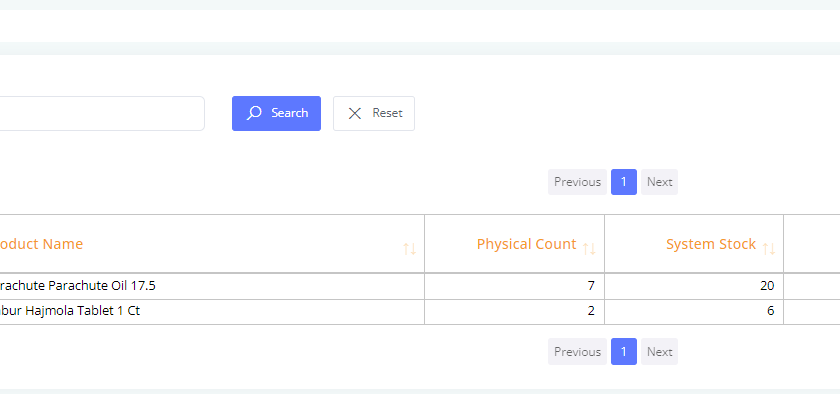 Search Reset
Previous 1 Next
oduct Name Physical Count System Stock
rachute Parachute Oil 17.5 7 20
bur Hajmola Tablet 1 Ct 2 6
Previous 1 Next